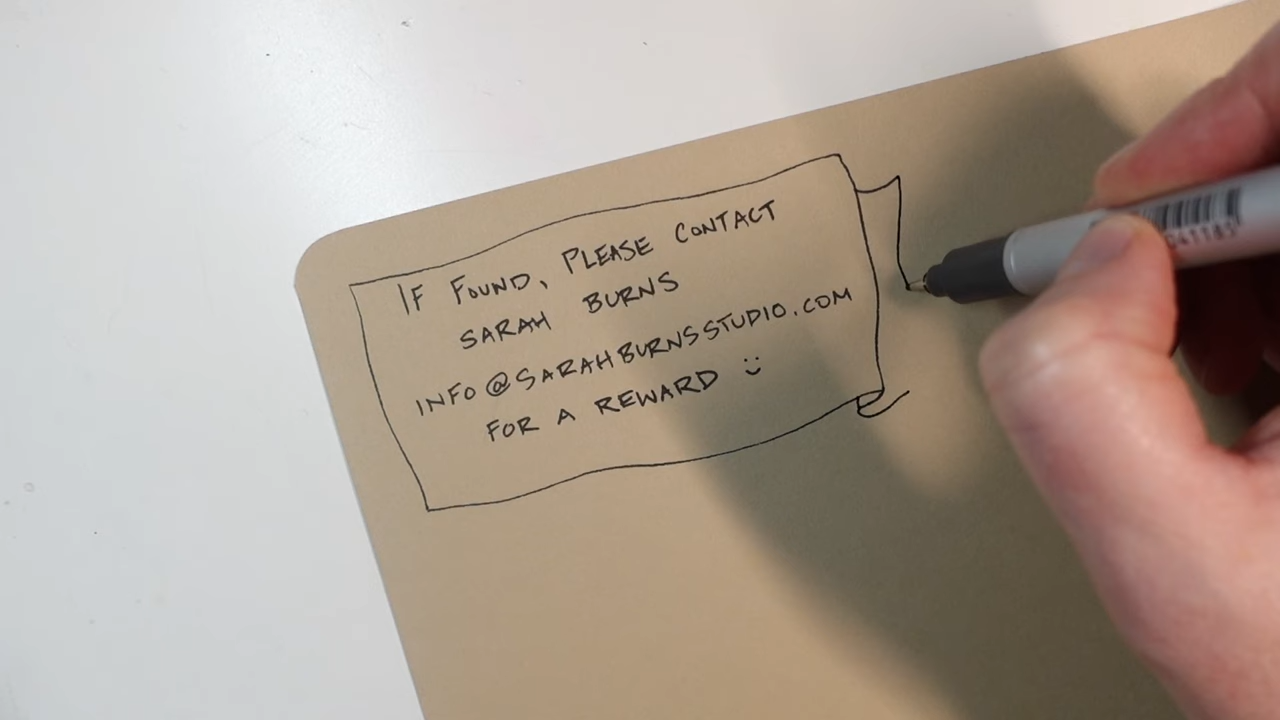 If Found, Please Contact
SARAH BURNS
INFO@SARAHBURNSSTUDIO.COM
FOR A REWARD :)